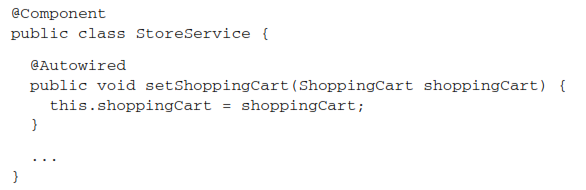 @Component
public class StoreService {
@Autowired
public void setShoppingCart(ShoppingCart shoppingCart) {
this.shoppingCart = shoppingCart;
}
...
}